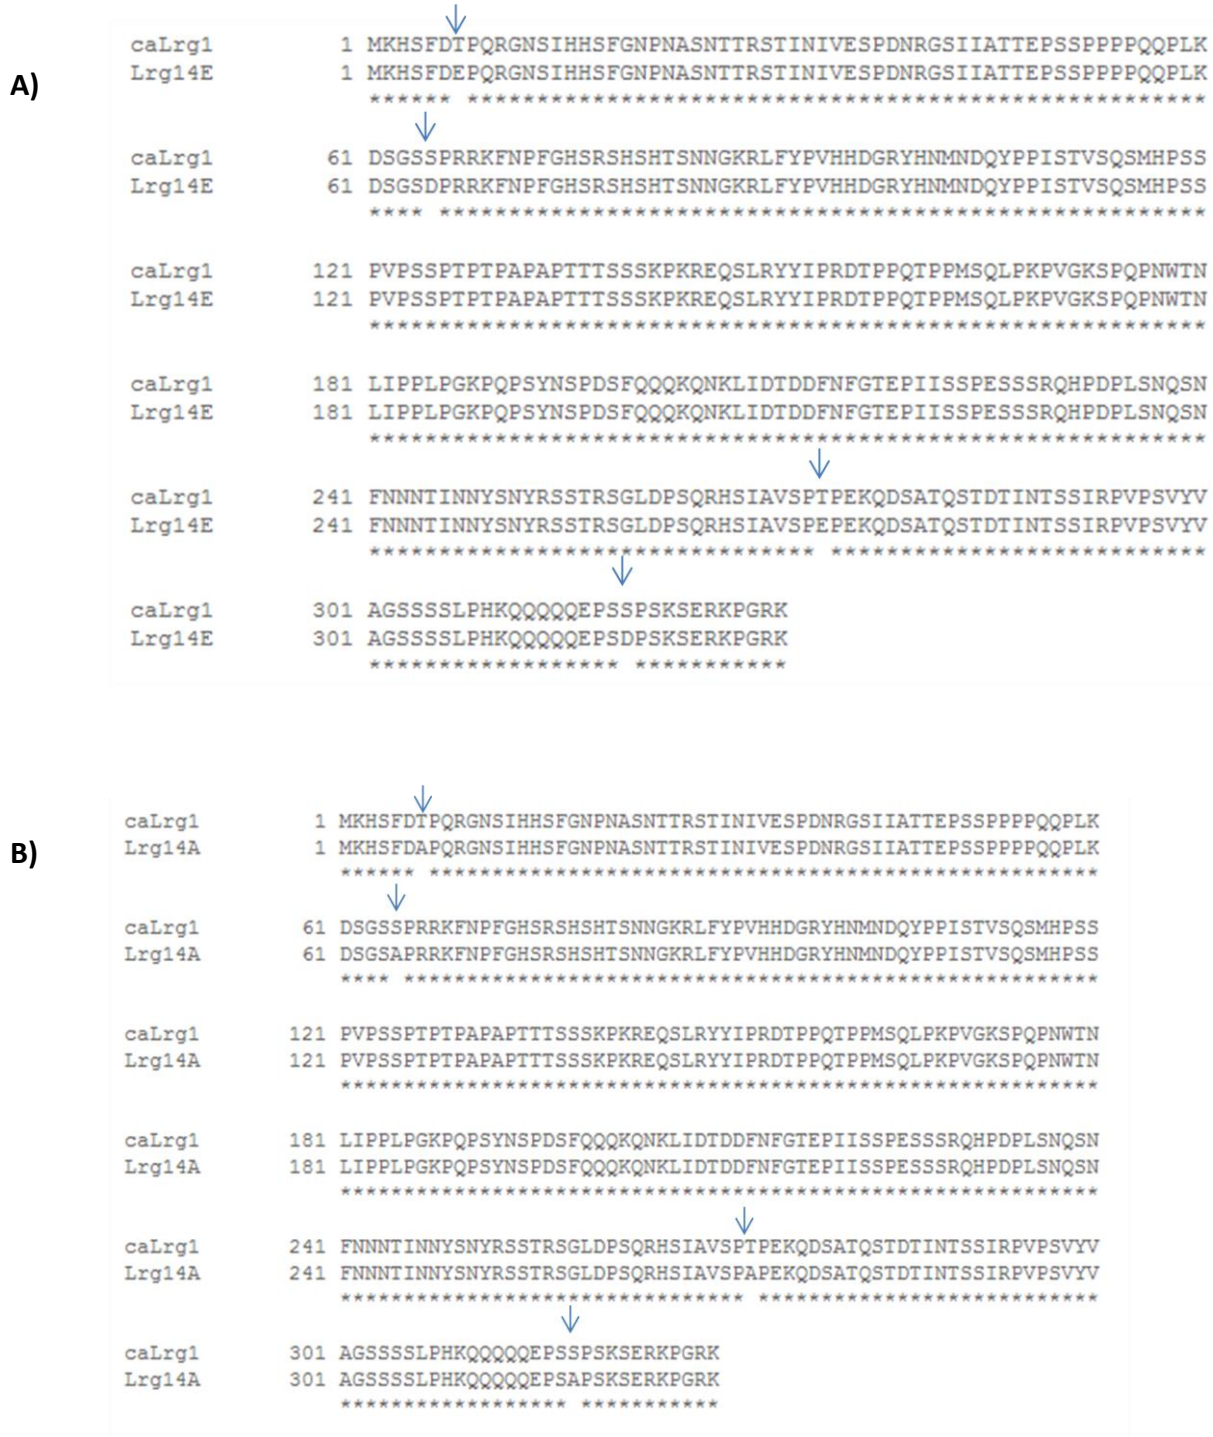 A)
caLrg1 1 MKHSFDTPQRGNSIHHSFGNPNASNTTRSTINIVESPDNRGSIIATTEPSSPPPPQQPLK
Lrg14E 1 MKHSFDEPQRGNSIHHSFGNPNASNTTRSTINIVESPDNRGSIIATTEPSSPPPPQQPLK
****** *****************************************************
caLrg1 61 DSGSSPRRKFNPFGHSRSHSHTSNNGKRLFYPVHHDGRYHNMNDQYPPISTVSQSMHPSS
Lrg14E 61 DSGSDPRRKFNPFGHSRSHSHTSNNGKRLFYPVHHDGRYHNMNDQYPPISTVSQSMHPSS
**** *******************************************************
caLrg1 121 PVPSSPTPTPAPAPTTTSSSKPKREQSLRYYIPRDTPPQTPPMSQLPKPVGKSPQPNWTN
Lrg14E 121 PVPSSPTPTPAPAPTTTSSSKPKREQSLRYYIPRDTPPQTPPMSQLPKPVGKSPQPNWTN
************************************************************
caLrg1 181 LIPPLPGKPQPSYNSPDSFQQQKQNKLIDTDDFNFGTEPIISSPESSSRQHPDPLSNQSN
Lrg14E 181 LIPPLPGKPQPSYNSPDSFQQQKQNKLIDTDDFNFGTEPIISSPESSSRQHPDPLSNQSN
************************************************************
caLrg1 241 FNNNTINNYSNYRSSTRSGLDPSQRHSIAVSPTPEKQDSATQSTDTINTSSIRPVPSVYV
Lrg14E 241 FNNNTINNYSNYRSSTRSGLDPSQRHSIAVSPEPEKQDSATQSTDTINTSSIRPVPSVYV
******************************** ***************************
caLrg1 301 AGSSSSLPHKQQQQQEPSSPSKSERKPGRK
Lrg14E 301 AGSSSSLPHKQQQQQEPSDPSKSERKPGRK
****************** ***********
B)
caLrg1 1 MKHSFDTPQRGNSIHHSFGNPNASNTTRSTINIVESPDNRGSIIATTEPSSPPPPQQPLK
Lrg14A 1 MKHSFDAPQRGNSIHHSFGNPNASNTTRSTINIVESPDNRGSIIATTEPSSPPPPQQPLK
****** *****************************************************
caLrg1 61 DSGSSPRRKFNPFGHSRSHSHTSNNGKRLFYPVHHDGRYHNMNDQYPPISTVSQSMHPSS
Lrg14A 61 DSGSAPRRKFNPFGHSRSHSHTSNNGKRLFYPVHHDGRYHNMNDQYPPISTVSQSMHPSS
**** *******************************************************
caLrg1 121 PVPSSPTPTPAPAPTTTSSSKPKREQSLRYYIPRDTPPQTPPMSQLPKPVGKSPQPNWTN
Lrg14A 121 PVPSSPTPTPAPAPTTTSSSKPKREQSLRYYIPRDTPPQTPPMSQLPKPVGKSPQPNWTN
************************************************************
caLrg1 181 LIPPLPGKPQPSYNSPDSFQQQKQNKLIDTDDFNFGTEPIISSPESSSRQHPDPLSNQSN
Lrg14A 181 LIPPLPGKPQPSYNSPDSFQQQKQNKLIDTDDFNFGTEPIISSPESSSRQHPDPLSNQSN
************************************************************
caLrg1 241 FNNNTINNYSNYRSSTRSGLDPSQRHSIAVSPTPEKQDSATQSTDTINTSSIRPVPSVYV
Lrg14A 241 FNNNTINNYSNYRSSTRSGLDPSQRHSIAVSPAPEKQDSATQSTDTINTSSIRPVPSVYV
******************************** ***************************
caLrg1 301 AGSSSSLPHKQQQQQEPSSPSKSERKPGRK
Lrg14A 301 AGSSSSLPHKQQQQQEPSAPSKSERKPGRK
****************** ***********